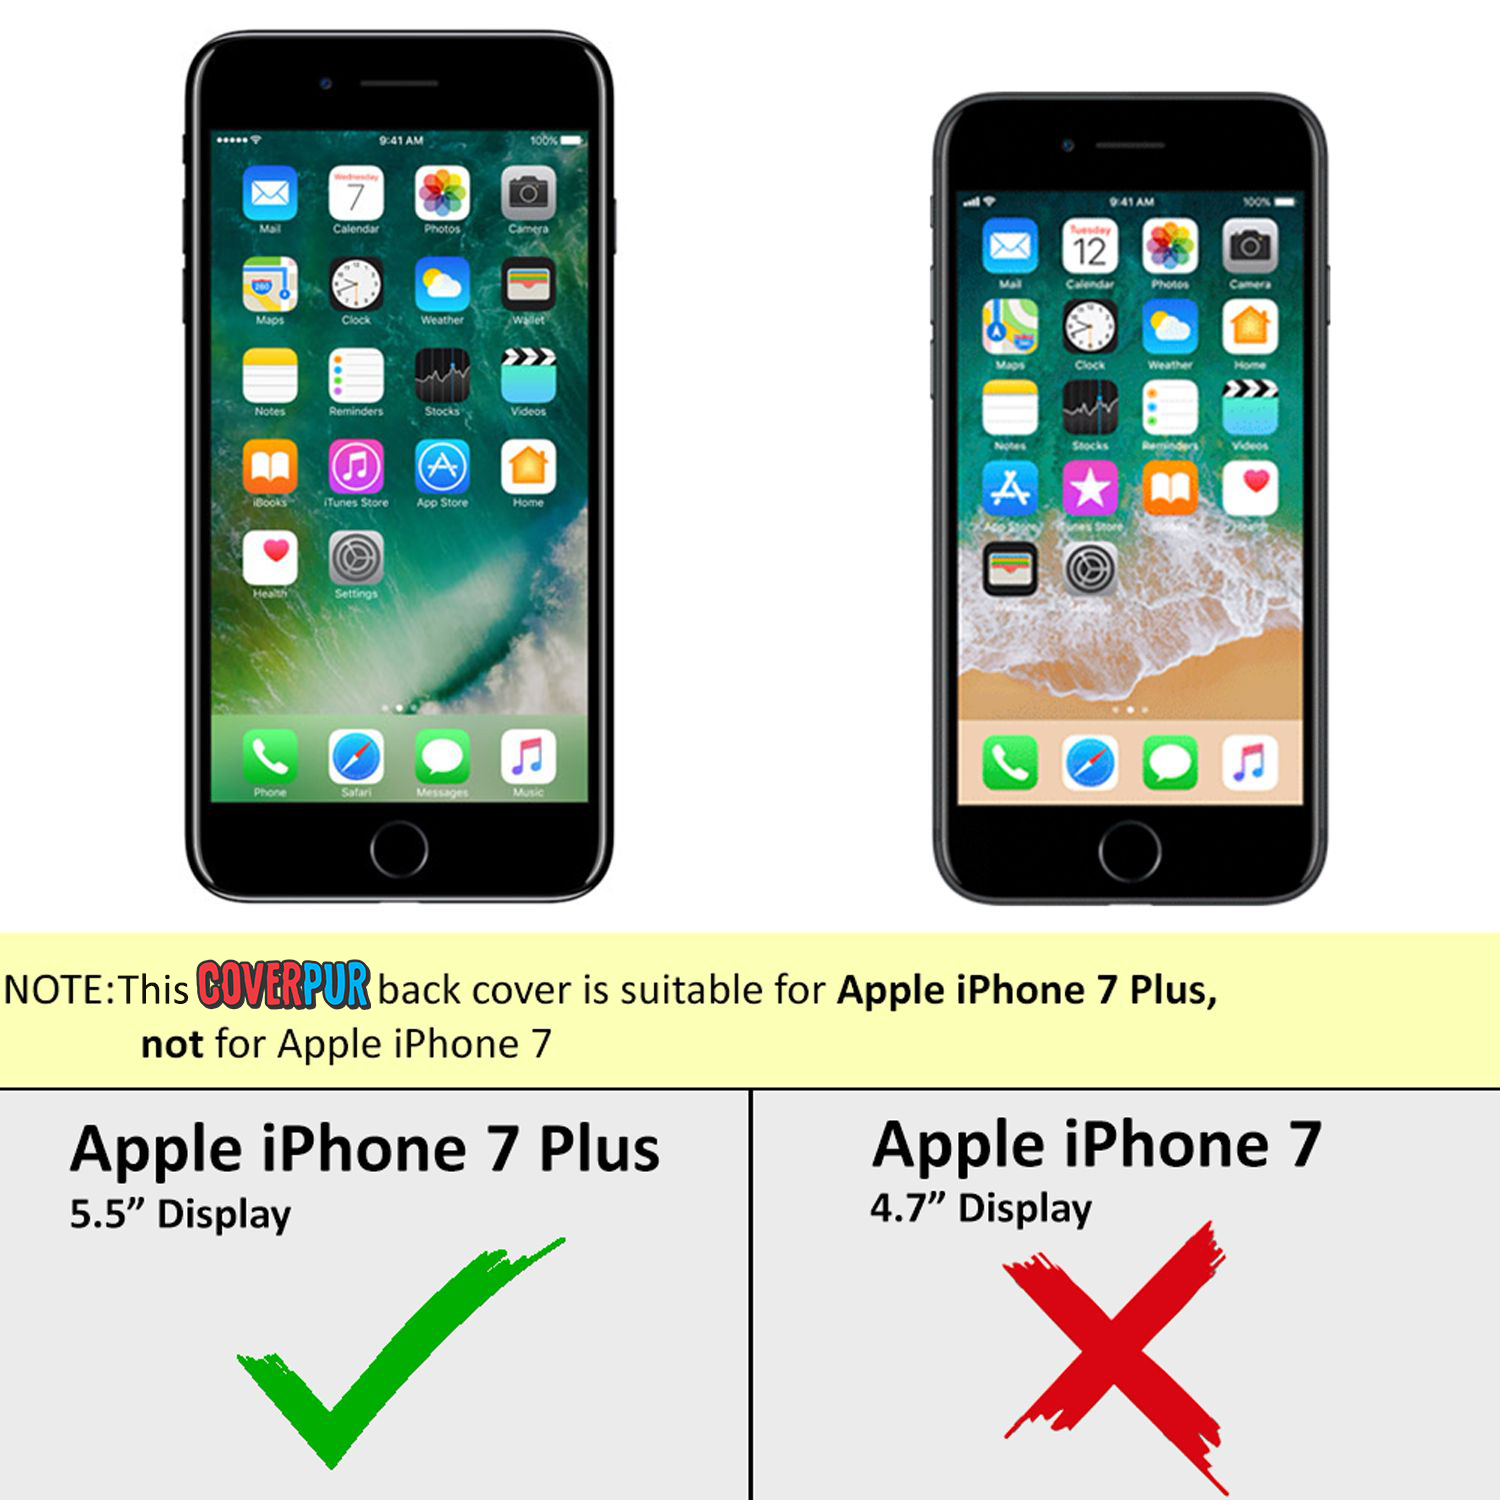 9:41 AM 100%
Wednesday
7
Mail Calendar Photos Camera
280
Maps Clock Weather Wallet
Notes Reminders Stocks Videos
iBooks iTunes Store App Store Home
Health Settings
Phone Safari Messages Music
9:41 AM 100%
Tuesday
12
Mail Calendar Photos Camera
Maps Clock Weather Home
Notes Stocks Reminders Videos
App Store iTunes Store iBooks Health
NOTE: This COVERPUR back cover is suitable for Apple iPhone 7 Plus,
not for Apple iPhone 7
Apple iPhone 7 Plus
5.5” Display
Apple iPhone 7
4.7” Display